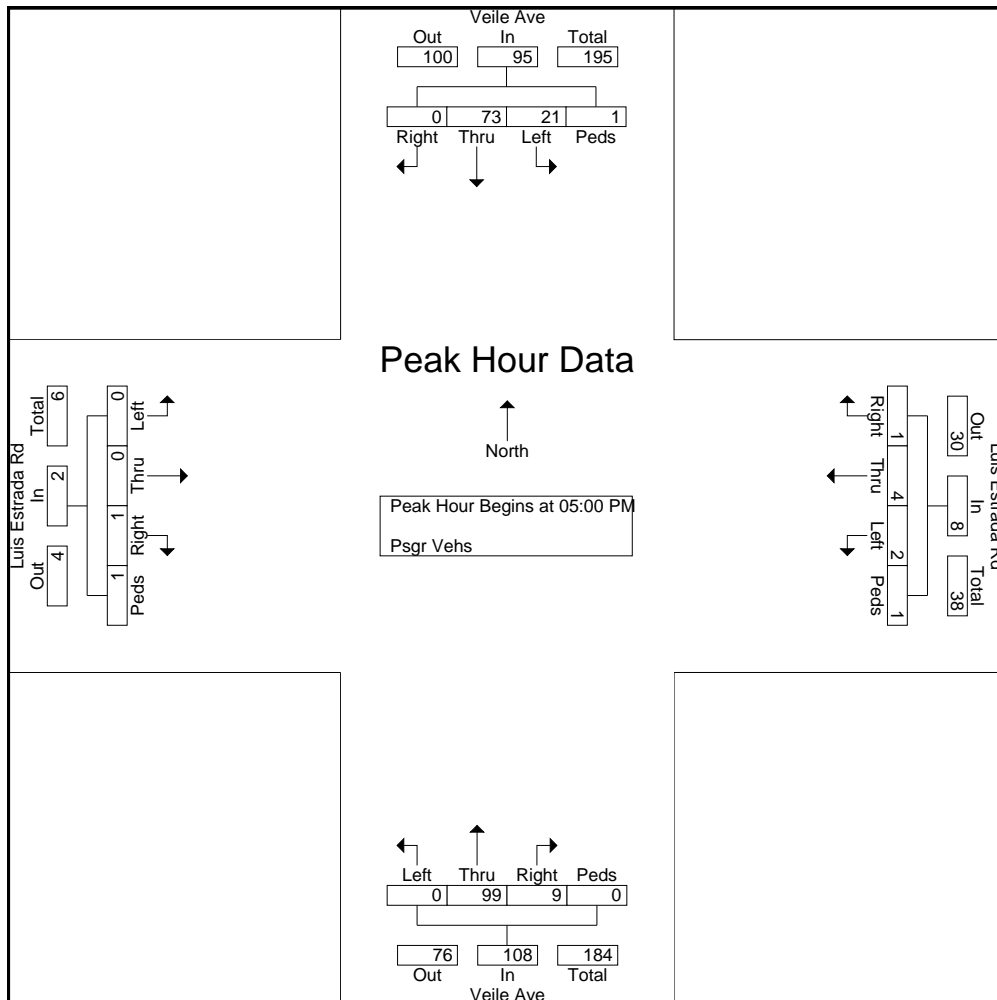 Veile Ave
Out In Total
100 95 195
0 73 21 1
Right Thru Left Peds
Peak Hour Data
North
Peak Hour Begins at 05:00 PM
Psgr Vehs
Luis Estrada Rd
Total In Out
6 2 4
0 0 1 1
Left Thru Right Peds
Right Thru Left Peds
1 4 2 1
Out In Total
30 8 38
Luis Estrada Rd
Left Thru Right Peds
0 99 9 0
76 108 184
Out In Total
Veile Ave